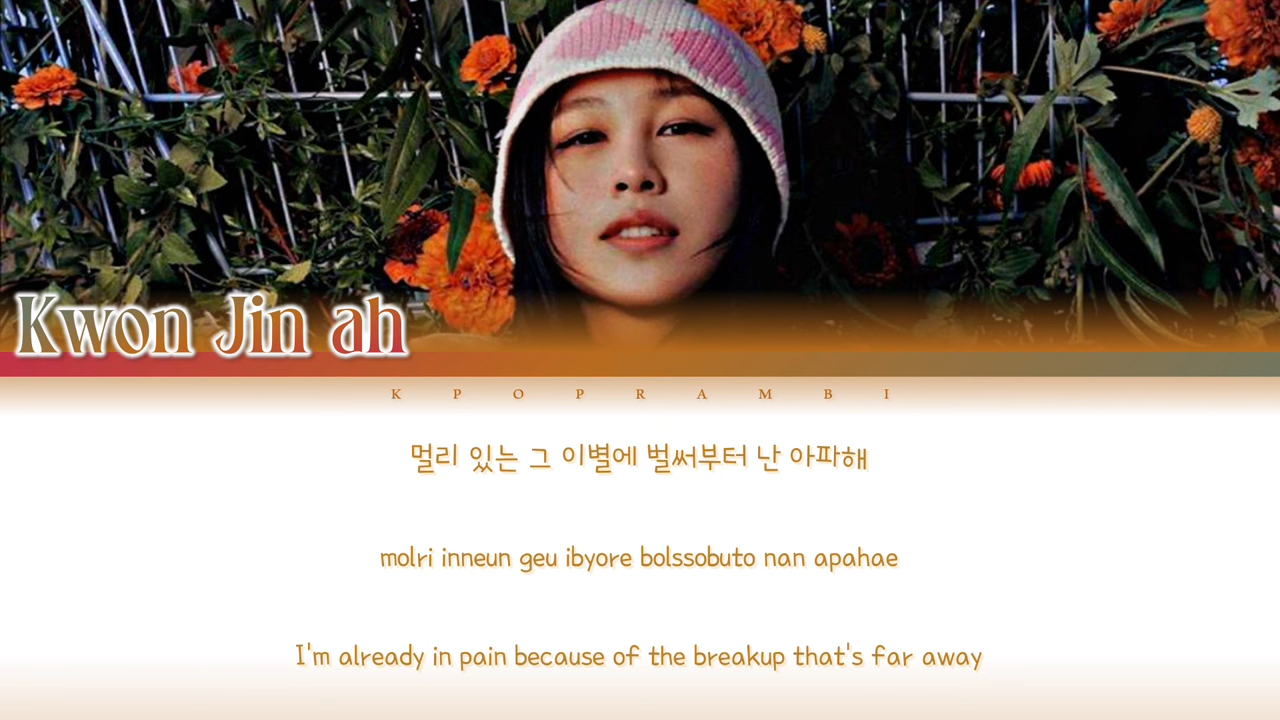 Kwon Jin ah
KPOPRAMBI
멀리 있는 그 이별에 벌써부터 난 아파해
molri inneun geu ibyore bolssobuto nan apahae
I'm already in pain because of the breakup that's far away